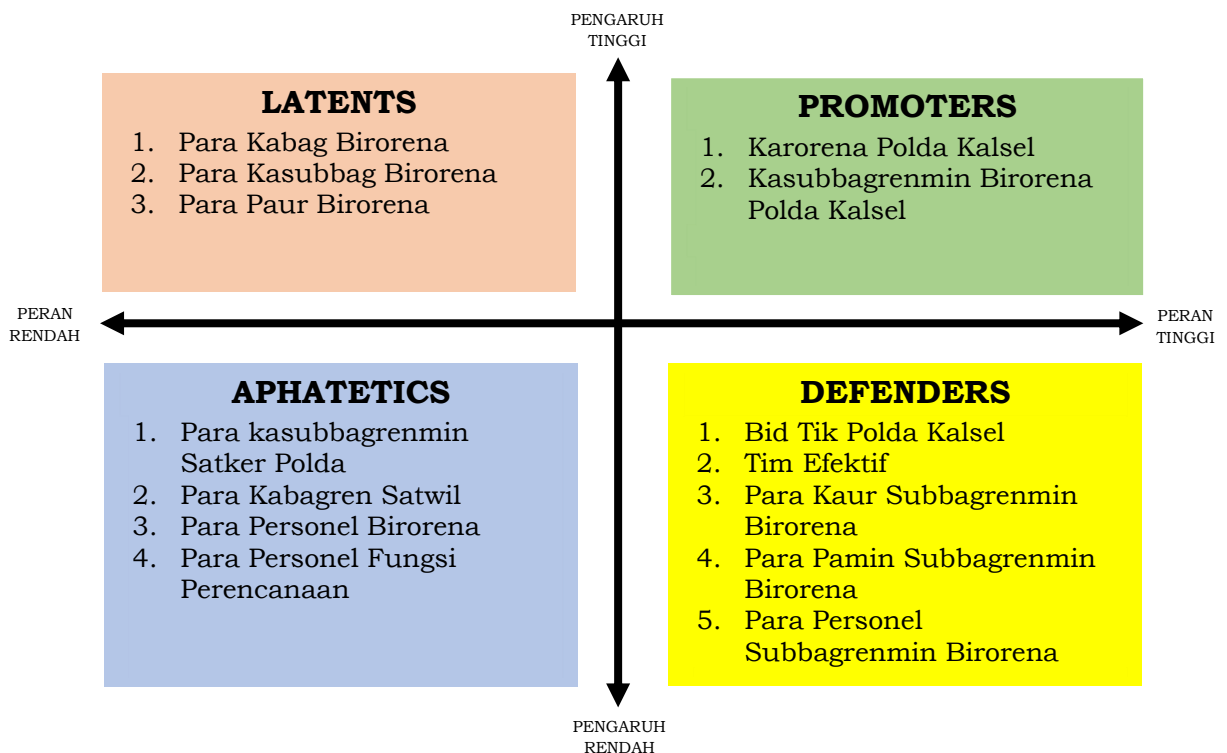 PENGARUH
TINGGI
LATENTS
1. Para Kabag Birorena
2. Para Kasubbag Birorena
3. Para Paur Birorena
PROMOTERS
1. Karorena Polda Kalsel
2. Kasubbagrenmin Birorena
Polda Kalsel
PERAN
RENDAH
PERAN
TINGGI
APHATETICS
1. Para kasubbagrenmin
Satker Polda
2. Para Kabagren Satwil
3. Para Personel Birorena
4. Para Personel Fungsi
Perencanaan
DEFENDERS
1. Bid Tik Polda Kalsel
2. Tim Efektif
3. Para Kaur Subbagrenmin
Birorena
4. Para Pamin Subbagrenmin
Birorena
5. Para Personel
Subbagrenmin Birorena
PENGARUH
RENDAH